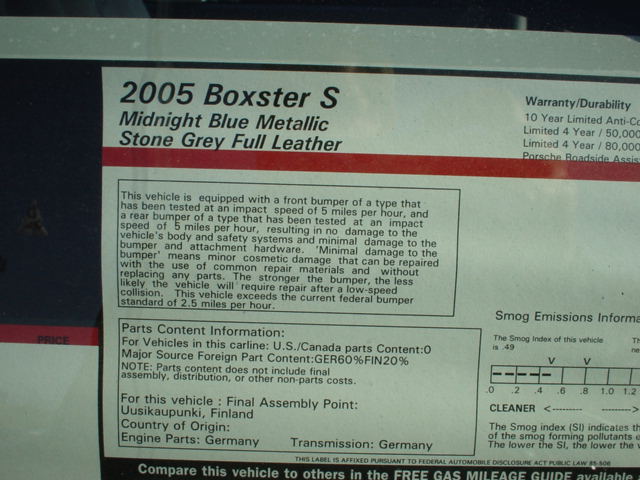 2005 Boxster S
Midnight Blue Metallic
Stone Grey Full Leather
Warranty/Durability
10 Year Limited Anti-Co
Limited 4 Year / 50,000
Limited 4 Year / 80,000
Porsche Roadside Assis
This vehicle is equipped with a front bumper of a type that
has been tested at an impact speed of 5 miles per hour, and
a rear bumper of a type that has been tested at an impact
speed of 5 miles per hour, resulting in no damage to the
vehicle's body and safety systems and minimal damage to the
bumper and attachment hardware. 'Minimal damage to the
bumper' means minor cosmetic damage that can be repaired
with the use of common repair materials and without
replacing any parts. The stronger the bumper, the less
likely the vehicle will require repair after a low-speed
collision. This vehicle exceeds the current federal bumper
standard of 2.5 miles per hour.
PRICE
Parts Content Information:
For Vehicles in this carline: U.S./Canada parts Content:0
Major Source Foreign Part Content:GER60%FIN20%
NOTE: Parts content does not include final
assembly, distribution, or other non-parts costs.
For this vehicle : Final Assembly Point:
Uusikaupunki, Finland
Country of Origin:
Engine Parts: Germany Transmission: Germany
Smog Emissions Informa
The Smog Index of this vehicle
is .49
The
ne
V V
.0 .2 .4 .6 .8 1.0 1.2
CLEANER <--------- --------->
The Smog index (SI) indicates th
of the smog forming pollutants e
The lower the SI, the lower the v
THIS LABEL IS AFFIXED PURSUANT TO FEDERAL AUTOMOBILE DISCLOSURE ACT PUBLIC LAW 85-506
Compare this vehicle to others in the FREE GAS MILEAGE GUIDE available